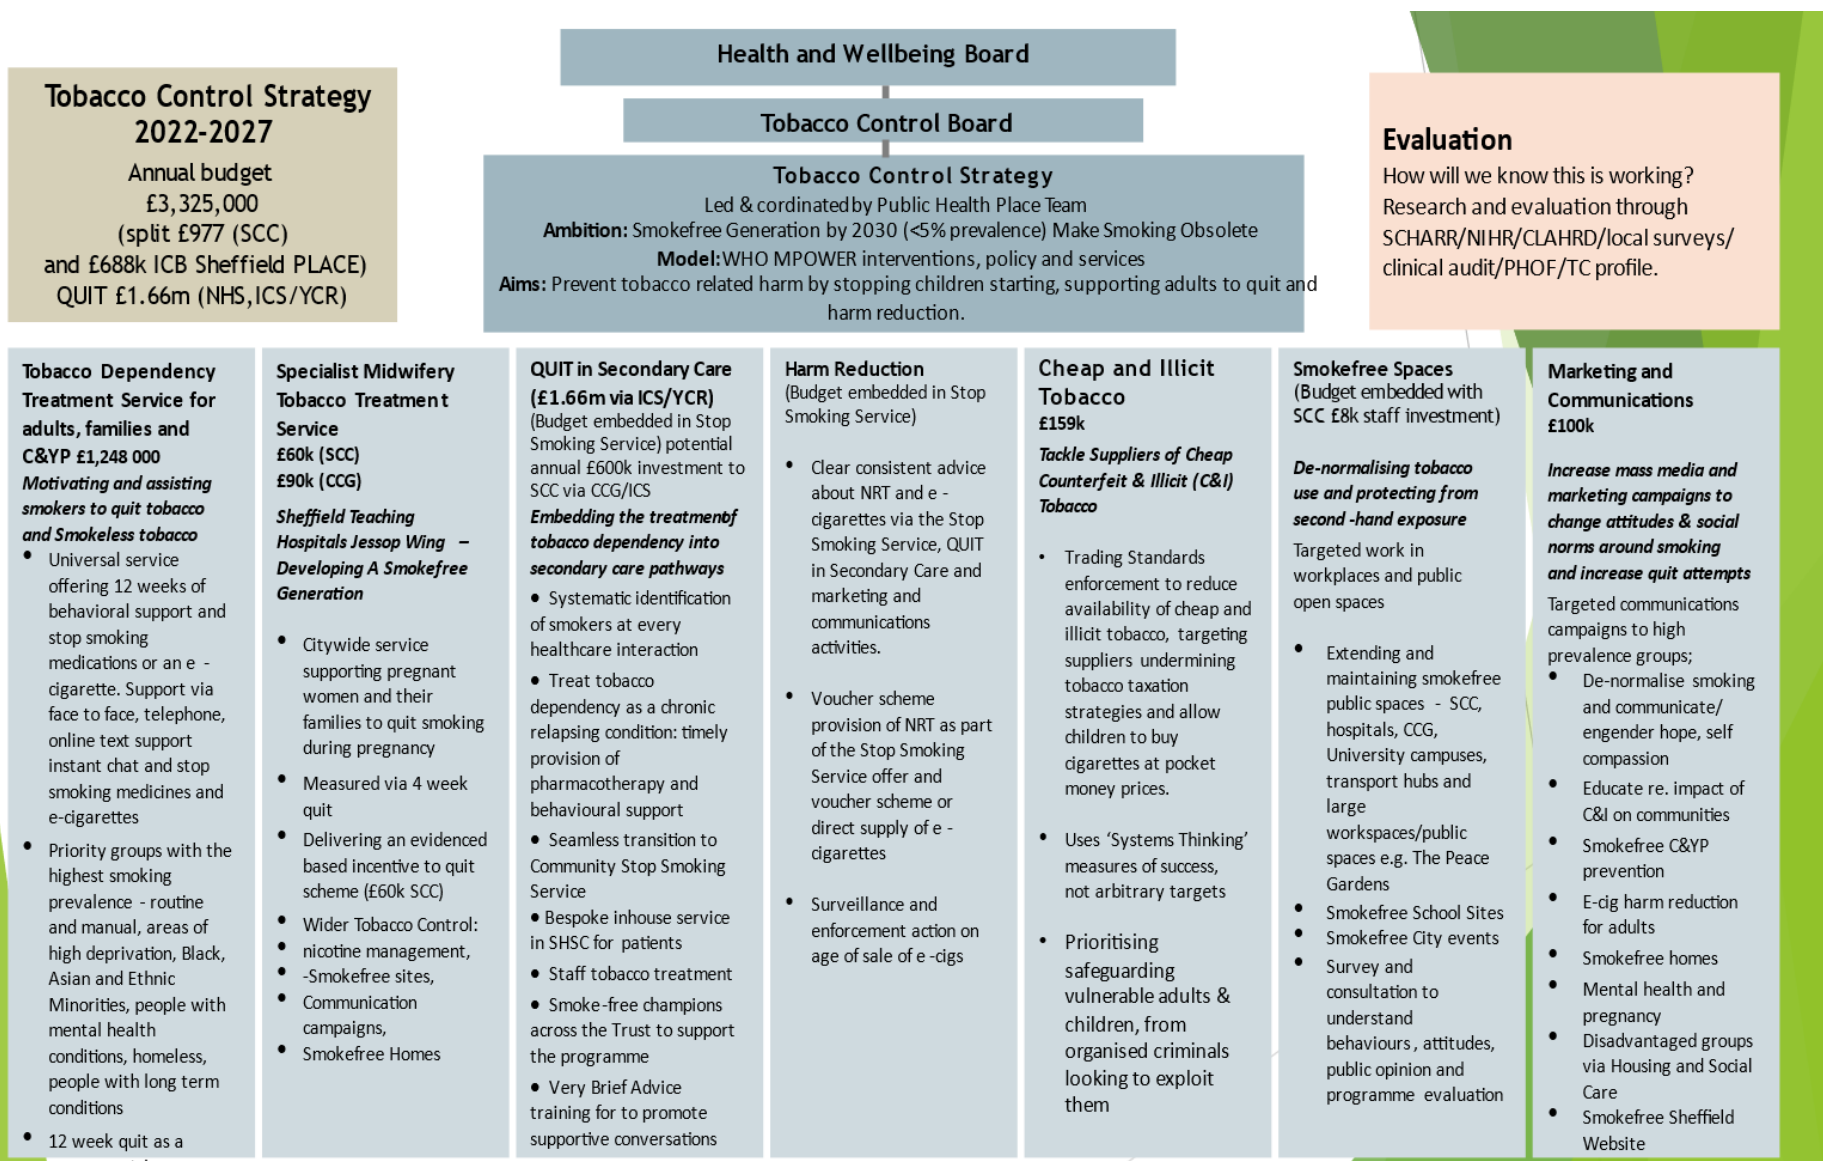 Health and Wellbeing Board
Tobacco Control Board
Tobacco Control Strategy
2022-2027
Annual budget
£3,325,000
(split £977 (SCC)
and £688k ICB Sheffield PLACE)
QUIT £1.66m (NHS,ICS/YCR)
Tobacco Control Strategy
Led & cordinated by Public Health Place Team
Ambition: Smokefree Generation by 2030 (<5% prevalence) Make Smoking Obsolete
Model: WHO MPOWER interventions, policy and services
Aims: Prevent tobacco related harm by stopping children starting, supporting adults to quit and
harm reduction.
Evaluation
How will we know this is working?
Research and evaluation through
SCHARR/NIHR/CLAHRD/local surveys/
clinical audit/PHOF/TC profile.
Tobacco Dependency
Treatment Service for
adults, families and
C&YP £1,248 000
Motivating and assisting
smokers to quit tobacco
and Smokeless tobacco
• Universal service
offering 12 weeks of
behavioral support and
stop smoking
medications or an e -
cigarette. Support via
face to face, telephone,
online text support
instant chat and stop
smoking medicines and
e-cigarettes
• Priority groups with the
highest smoking
prevalence - routine
and manual, areas of
high deprivation, Black,
Asian and Ethnic
Minorities, people with
mental health
conditions, homeless,
people with long term
conditions
• 12 week quit as a
Specialist Midwifery
Tobacco Treatment
Service
£60k (SCC)
£90k (CCG)
Sheffield Teaching
Hospitals Jessop Wing –
Developing A Smokefree
Generation
• Citywide service
supporting pregnant
women and their
families to quit smoking
during pregnancy
• Measured via 4 week
quit
• Delivering an evidenced
based incentive to quit
scheme (£60k SCC)
• Wider Tobacco Control:
• nicotine management,
• -Smokefree sites,
• Communication
campaigns,
• Smokefree Homes
QUIT in Secondary Care
(£1.66m via ICS/YCR)
(Budget embedded in Stop
Smoking Service) potential
annual £600k investment to
SCC via CCG/ICS
Embedding the treatment of
tobacco dependency into
secondary care pathways
• Systematic identification
of smokers at every
healthcare interaction
• Treat tobacco
dependency as a chronic
relapsing condition: timely
provision of
pharmacotherapy and
behavioural support
• Seamless transition to
Community Stop Smoking
Service
• Bespoke inhouse service
in SHSC for patients
• Staff tobacco treatment
• Smoke-free champions
across the Trust to support
the programme
• Very Brief Advice
training for to promote
supportive conversations
Harm Reduction
(Budget embedded in Stop
Smoking Service)
• Clear consistent advice
about NRT and e -
cigarettes via the Stop
Smoking Service, QUIT
in Secondary Care and
marketing and
communications
activities.
• Voucher scheme
provision of NRT as part
of the Stop Smoking
Service offer and
voucher scheme or
direct supply of e -
cigarettes
• Surveillance and
enforcement action on
age of sale of e -cigs
Cheap and Illicit
Tobacco
£159k
Tackle Suppliers of Cheap
Counterfeit & Illicit (C&I)
Tobacco
• Trading Standards
enforcement to reduce
availability of cheap and
illicit tobacco, targeting
suppliers undermining
tobacco taxation
strategies and allow
children to buy
cigarettes at pocket
money prices.
• Uses ‘Systems Thinking’
measures of success,
not arbitrary targets
• Prioritising
safeguarding
vulnerable adults &
children, from
organised criminals
looking to exploit
them
Smokefree Spaces
(Budget embedded with
SCC £8k staff investment)
De-normalising tobacco
use and protecting from
second -hand exposure
Targeted work in
workplaces and public
open spaces
• Extending and
maintaining smokefree
public spaces - SCC,
hospitals, CCG,
University campuses,
transport hubs and
large
workspaces/public
spaces e.g. The Peace
Gardens
• Smokefree School Sites
• Smokefree City events
• Survey and
consultation to
understand
behaviours, attitudes,
public opinion and
programme evaluation
Marketing and
Communications
£100k
Increase mass media and
marketing campaigns to
change attitudes & social
norms around smoking
and increase quit attempts
Targeted communications
campaigns to high
prevalence groups;
• De-normalise smoking
and communicate/
engender hope, self
compassion
• Educate re. impact of
C&I on communities
• Smokefree C&YP
prevention
• E-cig harm reduction
for adults
• Smokefree homes
• Mental health and
pregnancy
• Disadvantaged groups
via Housing and Social
Care
• Smokefree Sheffield
Website